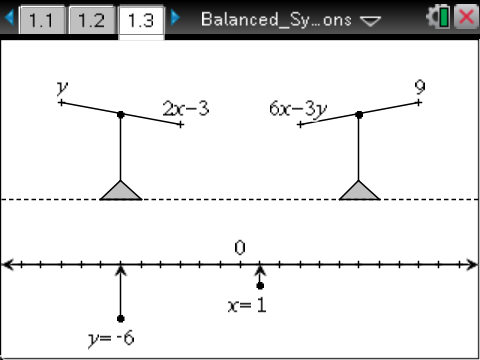 1.1 1.2 1.3 Balanced_Sy...ons
y 2x−3 6x−3y 9
0
x= 1
y= -6